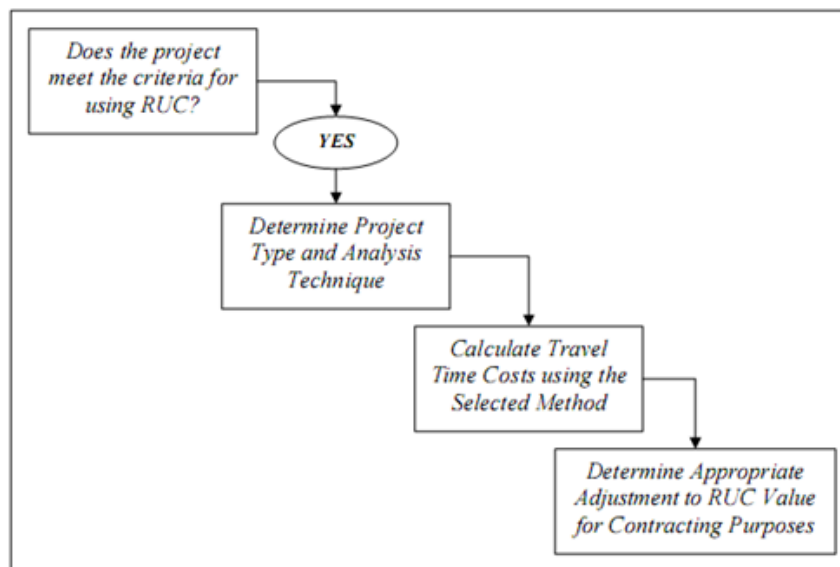 Does the project
meet the criteria for
using RUC?
YES
Determine Project
Type and Analysis
Technique
Calculate Travel
Time Costs using the
Selected Method
Determine Appropriate
Adjustment to RUC Value
for Contracting Purposes